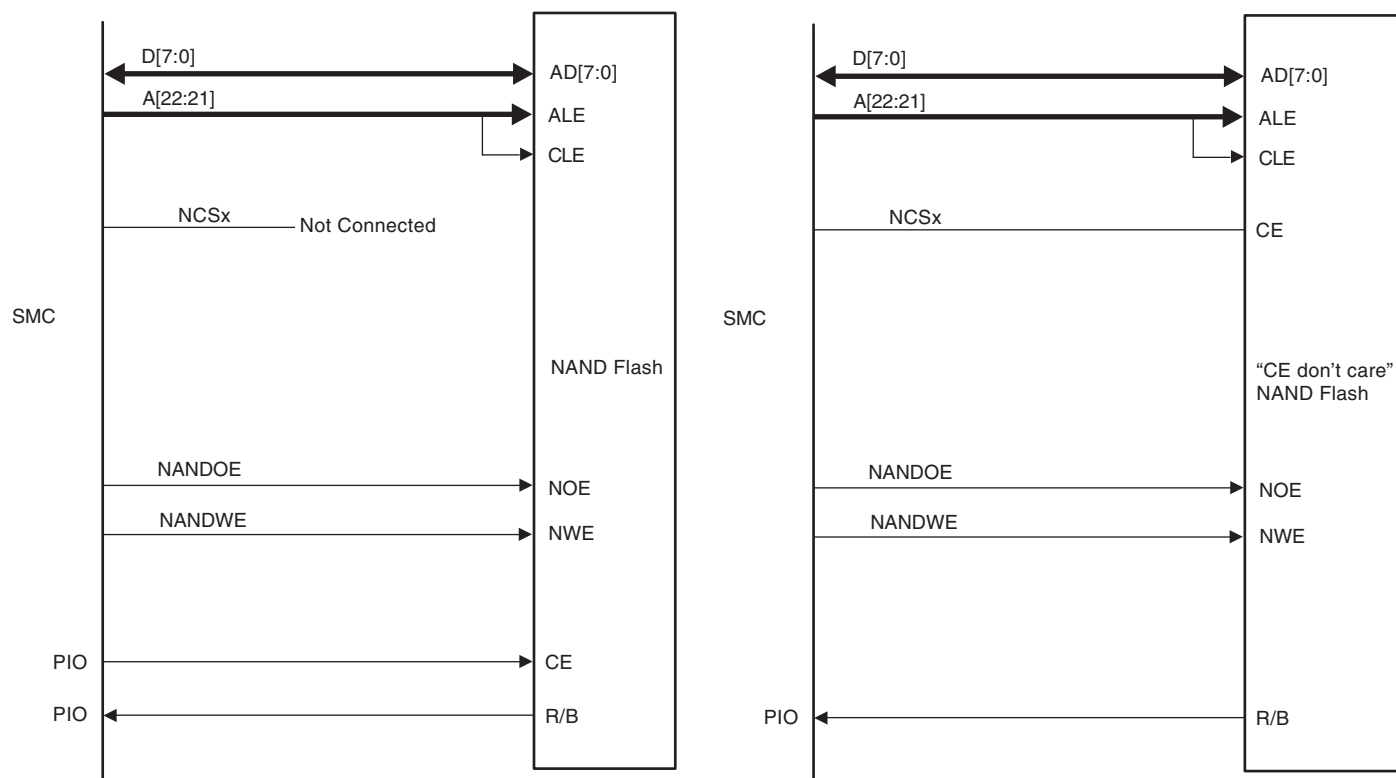 D[7:0]
AD[7:0]
A[22:21]
ALE
CLE
NCSx
Not Connected
SMC
NAND Flash
NANDOE
NOE
NANDWE
NWE
PIO
CE
PIO
R/B
D[7:0]
AD[7:0]
A[22:21]
ALE
CLE
NCSx
CE
SMC
“CE don’t care”
NAND Flash
NANDOE
NOE
NANDWE
NWE
PIO
R/B